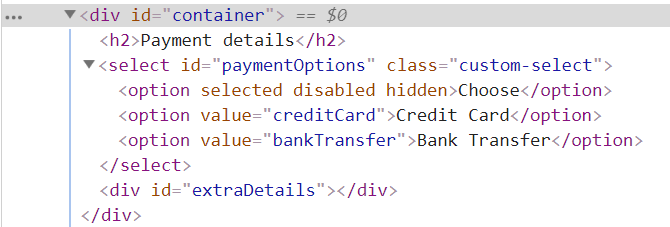 ... ▼<div id="container"> == $0
<h2>Payment details</h2>
▼<select id="paymentOptions" class="custom-select">
<option selected disabled hidden>Choose</option>
<option value="creditCard">Credit Card</option>
<option value="bankTransfer">Bank Transfer</option>
</select>
<div id="extraDetails"></div>
</div>